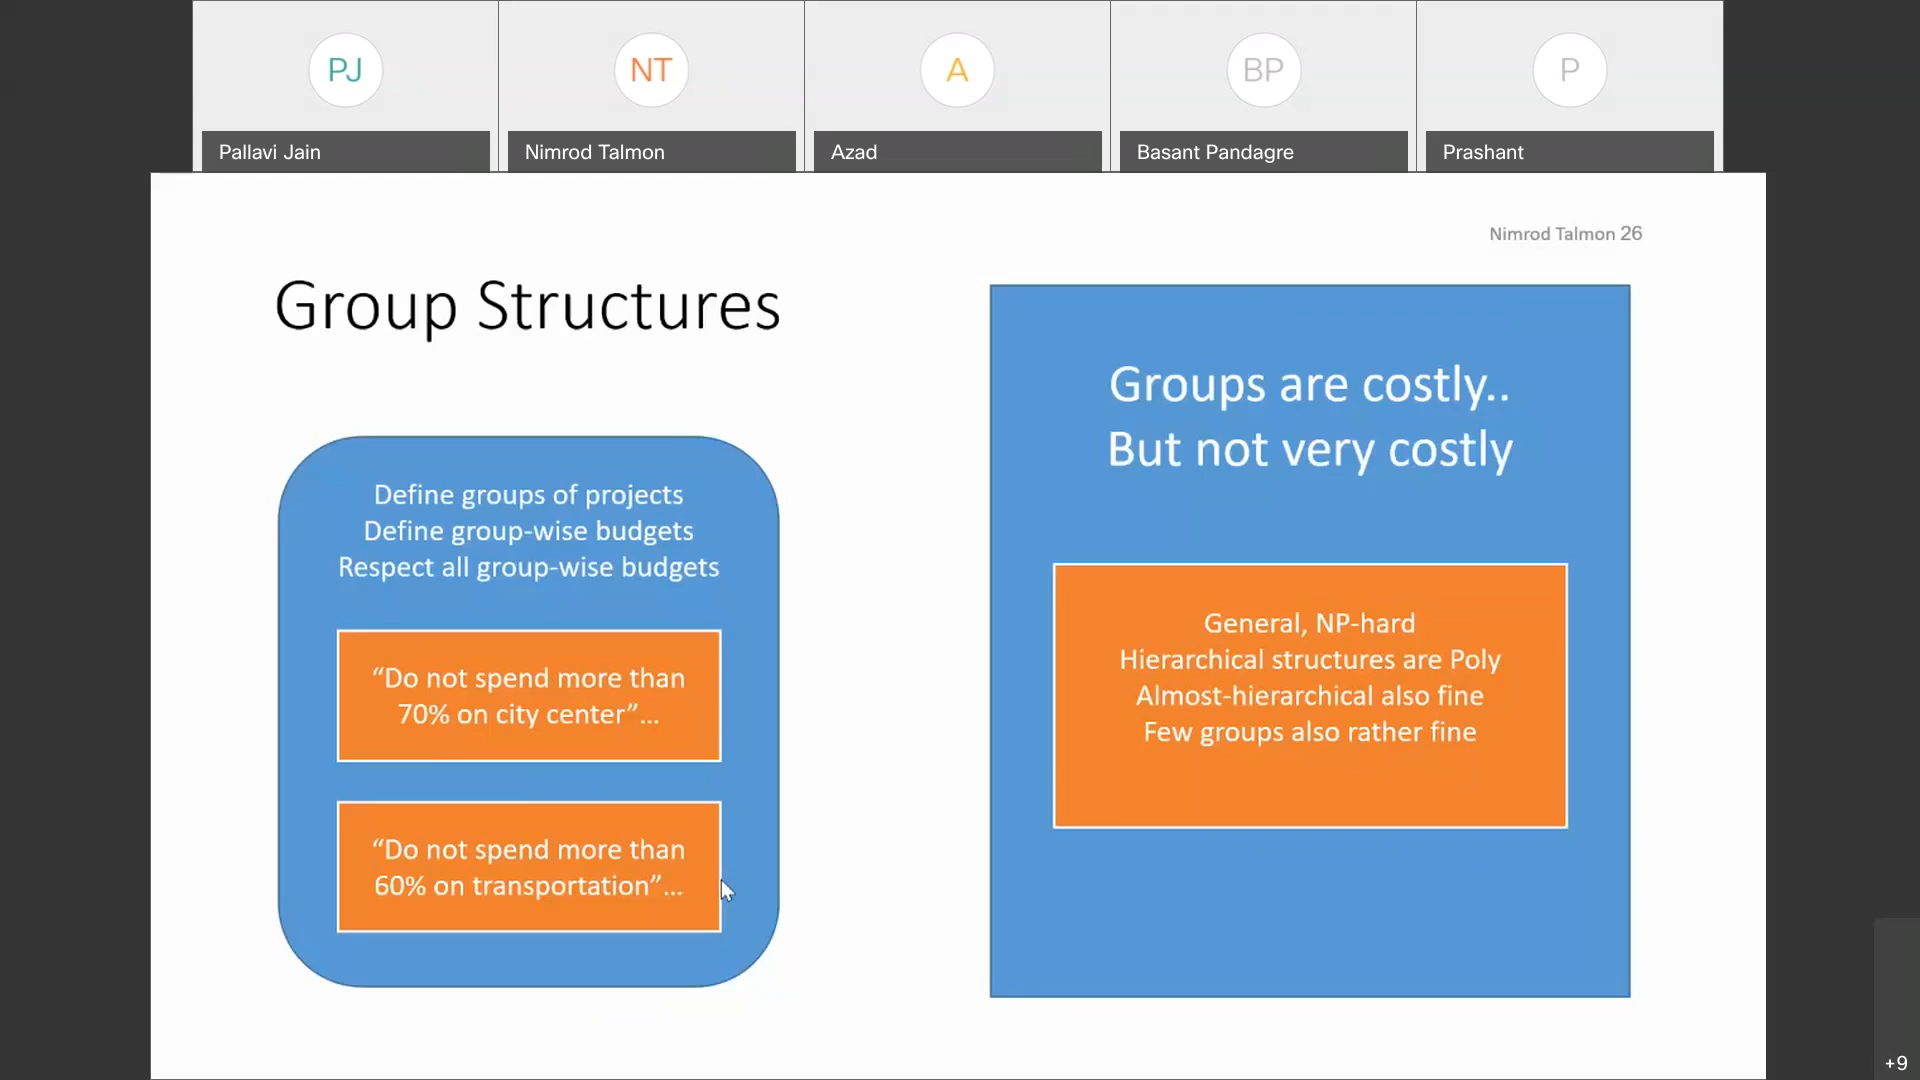 PJ
NT
A
BP
P
Pallavi Jain
Nimrod Talmon
Azad
Basant Pandagre
Prashant
Nimrod Talmon 26
Group Structures
Define groups of projects
Define group-wise budgets
Respect all group-wise budgets
“Do not spend more than
70% on city center”...
“Do not spend more than
60% on transportation”...
Groups are costly..
But not very costly
General, NP-hard
Hierarchical structures are Poly
Almost-hierarchical also fine
Few groups also rather fine
+9